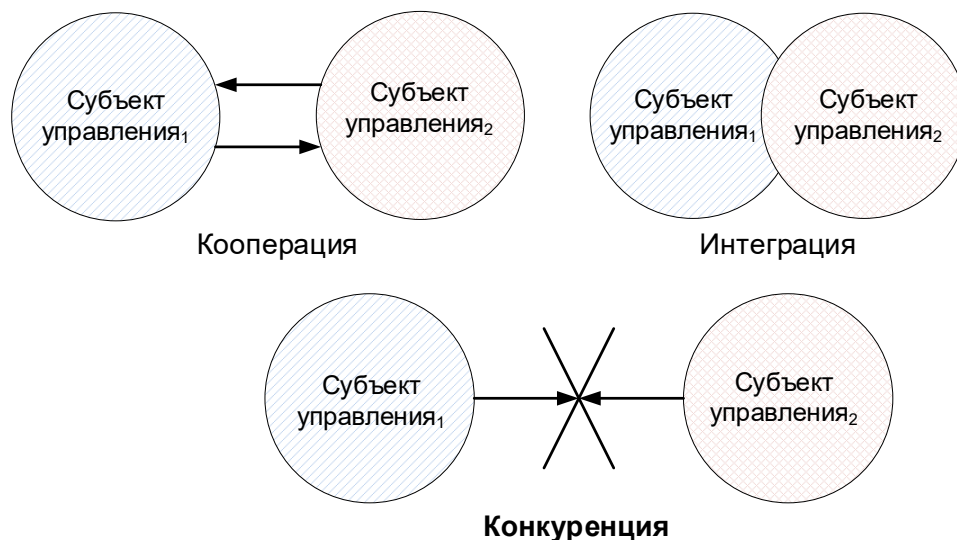 Субъект
управления₁
Субъект
управления₂
Кооперация
Субъект
управления₁
Субъект
управления₂
Интеграция
Субъект
управления₁
Субъект
управления₂
Конкуренция